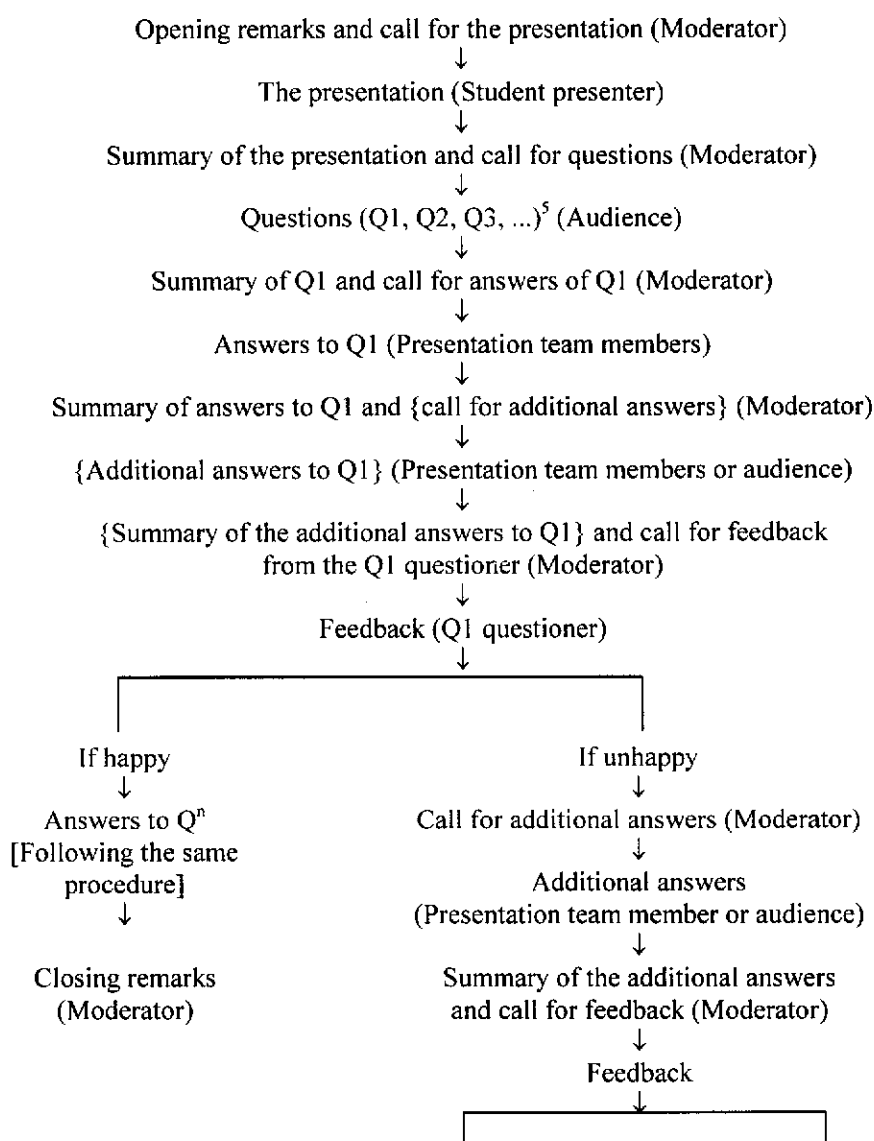 Opening remarks and call for the presentation (Moderator)
↓
The presentation (Student presenter)
↓
Summary of the presentation and call for questions (Moderator)
↓
Questions (Q1, Q2, Q3, ...)⁵ (Audience)
↓
Summary of Q1 and call for answers of Q1 (Moderator)
↓
Answers to Q1 (Presentation team members)
↓
Summary of answers to Q1 and {call for additional answers} (Moderator)
↓
{Additional answers to Q1} (Presentation team members or audience)
↓
{Summary of the additional answers to Q1} and call for feedback
from the Q1 questioner (Moderator)
↓
Feedback (Q1 questioner)
↓
If happy
↓
Answers to Qⁿ
[Following the same
procedure]
↓
Closing remarks
(Moderator)
If unhappy
↓
Call for additional answers (Moderator)
↓
Additional answers
(Presentation team member or audience)
↓
Summary of the additional answers
and call for feedback (Moderator)
↓
Feedback
↓